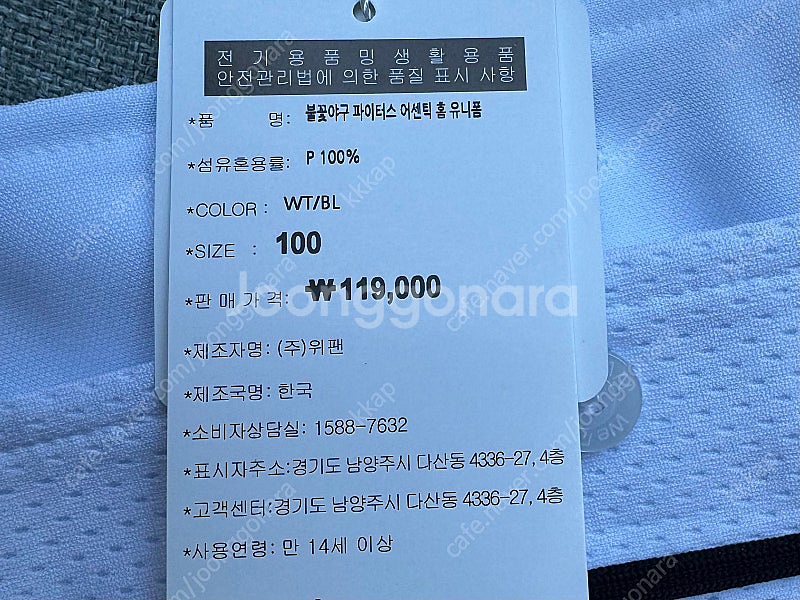 전 기 용 품 밍 생 활 용 품
안전관리법에 의한 품질 표시 사항
*품 명: 불꽃야구 파이터스 어센틱 홈 유니폼
*섬유혼용률: P 100%
*COLOR : WT/BL
*SIZE : 100
*판 매 가 격: ₩119,000
Joonggonara
*제조자명: (주)위팬
*제조국명: 한국
*소비자상담실: 1588-7632
*표시자주소:경기도 남양주시 다산동 4336-27, 4층
*고객센터:경기도 남양주시 다산동 4336-27, 4층
*사용연령: 만 14세 이상